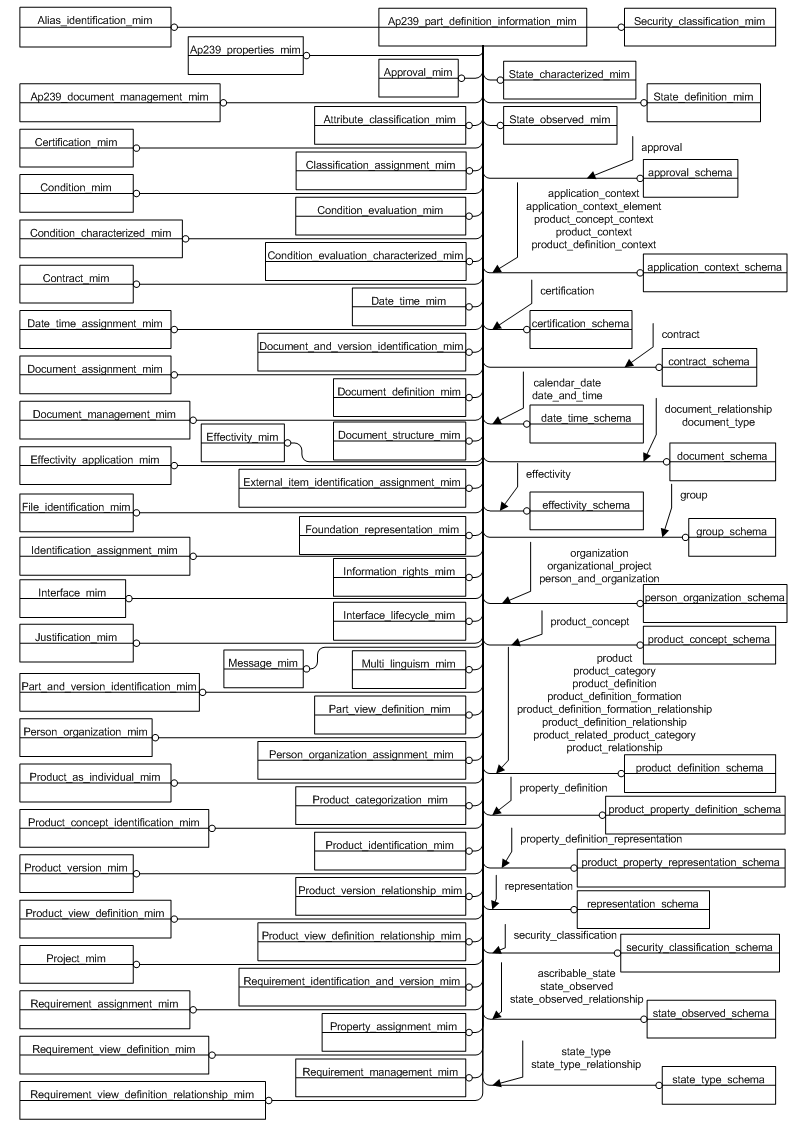 Alias_identification_mim
Ap239_part_definition_information_mim
Security_classification_mim
Ap239_properties_mim
Approval_mim
State_characterized_mim
Ap239_document_management_mim
State_definition_mim
Attribute_classification_mim
State_observed_mim
Certification_mim
approval
Classification_assignment_mim
approval_schema
Condition_mim
application_context
application_context_element
product_concept_context
product_context
product_definition_context
Condition_evaluation_mim
Condition_characterized_mim
Condition_evaluation_characterized_mim
application_context_schema
Contract_mim
certification
Date_time_mim
Date_time_assignment_mim
certification_schema
contract
Document_and_version_identification_mim
contract_schema
Document_assignment_mim
calendar_date
date_and_time
Document_definition_mim
document_relationship
document_type
Document_management_mim
date_time_schema
Effectivity_mim
Document_structure_mim
document_schema
Effectivity_application_mim
effectivity
External_item_identification_assignment_mim
group
File_identification_mim
effectivity_schema
Foundation_representation_mim
group_schema
Identification_assignment_mim
organization
organizational_project
person_and_organization
Information_rights_mim
Interface_mim
person_organization_schema
Interface_lifecycle_mim
product_concept
Justification_mim
product_concept_schema
Message_mim
Multi_linguism_mim
product
product_category
product_definition
product_definition_formation
product_definition_formation_relationship
product_definition_relationship
product_related_product_category
product_relationship
Part_and_version_identification_mim
Part_view_definition_mim
Person_organization_mim
Person_organization_assignment_mim
product_definition_schema
Product_as_individual_mim
property_definition
Product_categorization_mim
product_property_definition_schema
Product_concept_identification_mim
property_definition_representation
Product_identification_mim
product_property_representation_schema
Product_version_mim
representation
Product_version_relationship_mim
representation_schema
Product_view_definition_mim
security_classification
Product_view_definition_relationship_mim
security_classification_schema
Project_mim
ascribable_state
state_observed
state_observed_relationship
Requirement_identification_and_version_mim
Requirement_assignment_mim
state_observed_schema
Property_assignment_mim
Requirement_view_definition_mim
state_type
state_type_relationship
Requirement_management_mim
state_type_schema
Requirement_view_definition_relationship_mim